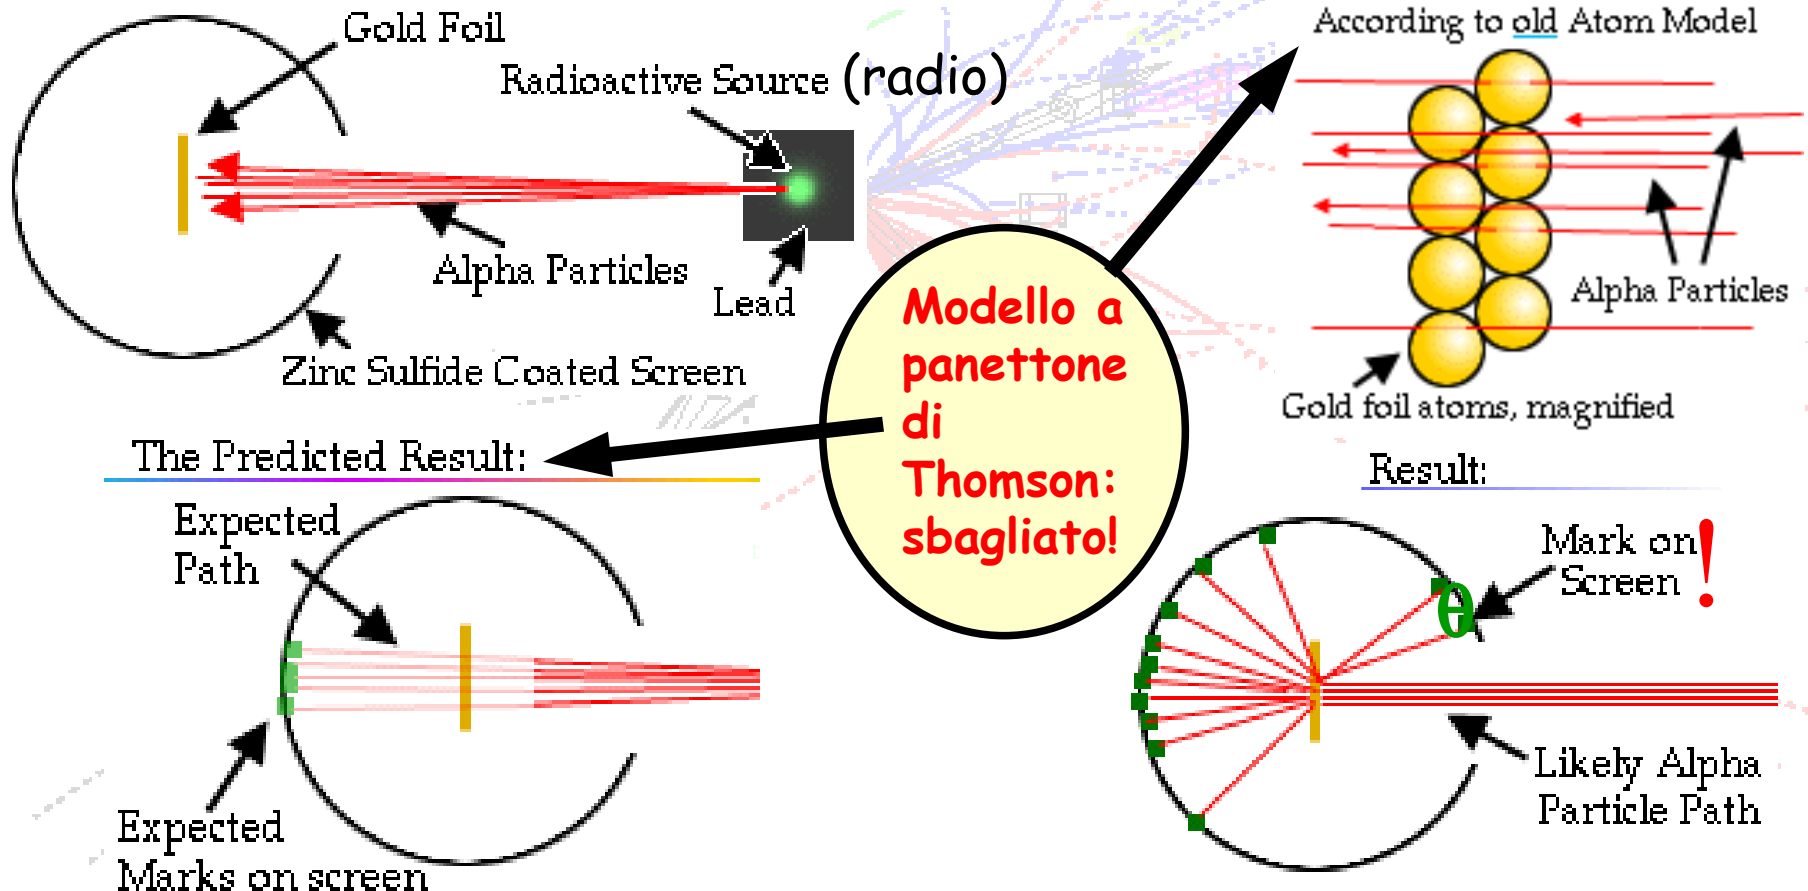 Gold Foil
Radioactive Source (radio)
Alpha Particles
Lead
Zinc Sulfide Coated Screen
According to old Atom Model
Alpha Particles
Gold foil atoms, magnified
Modello a
panettone
di
Thomson:
sbagliato!
The Predicted Result:
Expected
Path
Expected
Marks on screen
Result:
Mark on
Screen !
θ
Likely Alpha
Particle Path